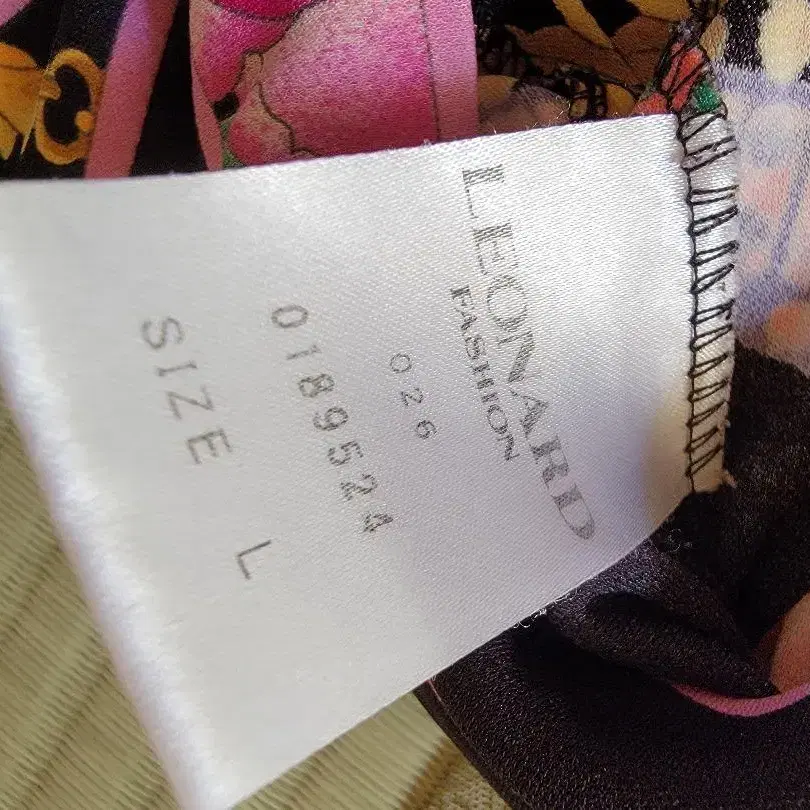 LEONARD
FASHION
026
0189524
SIZE L